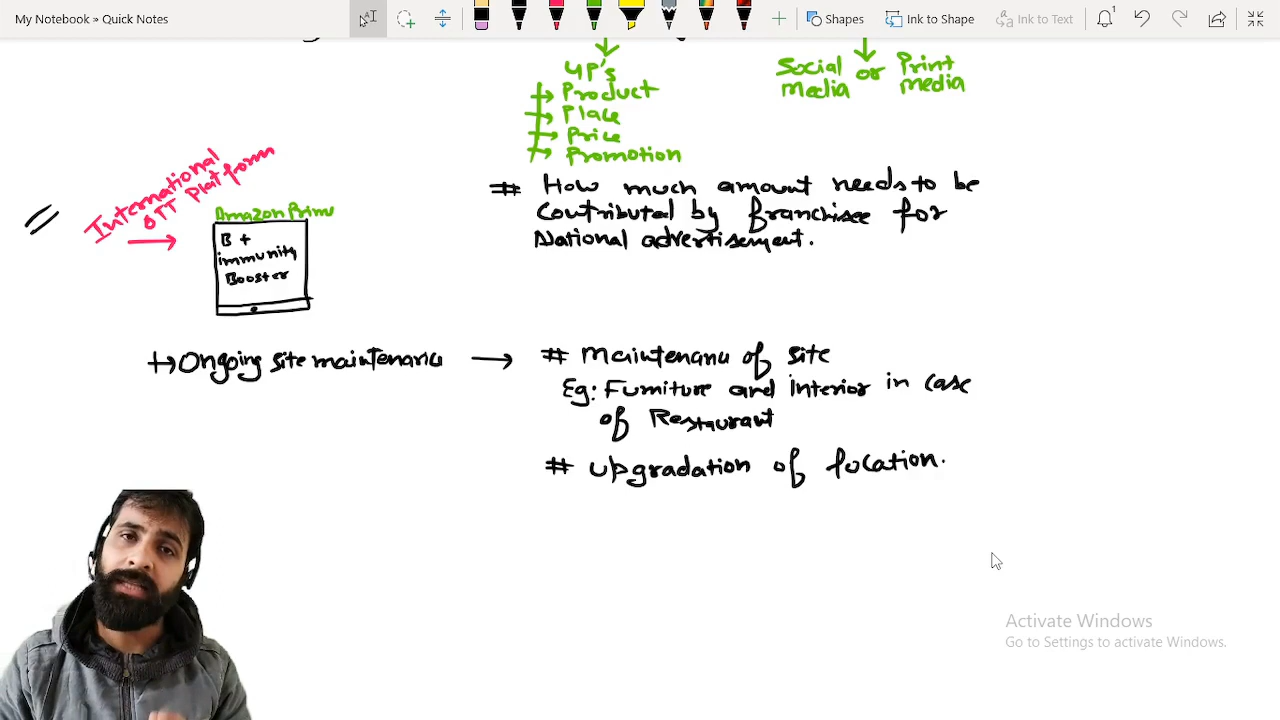 My Notebook » Quick Notes
Shapes
Ink to Shape
Ink to Text
4P's
Product
Place
Price
Promotion
Social or Print
media media
International
OTT Platform
Amazon Prime
B +
immunity
Booster
# How much amount needs to be
Contributed by franchisee for
National advertisement.
Ongoing site maintenance
# Maintenance of site
Eg: Furniture and Interior in case
of Restaurant
# upgradation of location.
Activate Windows
Go to Settings to activate Windows.